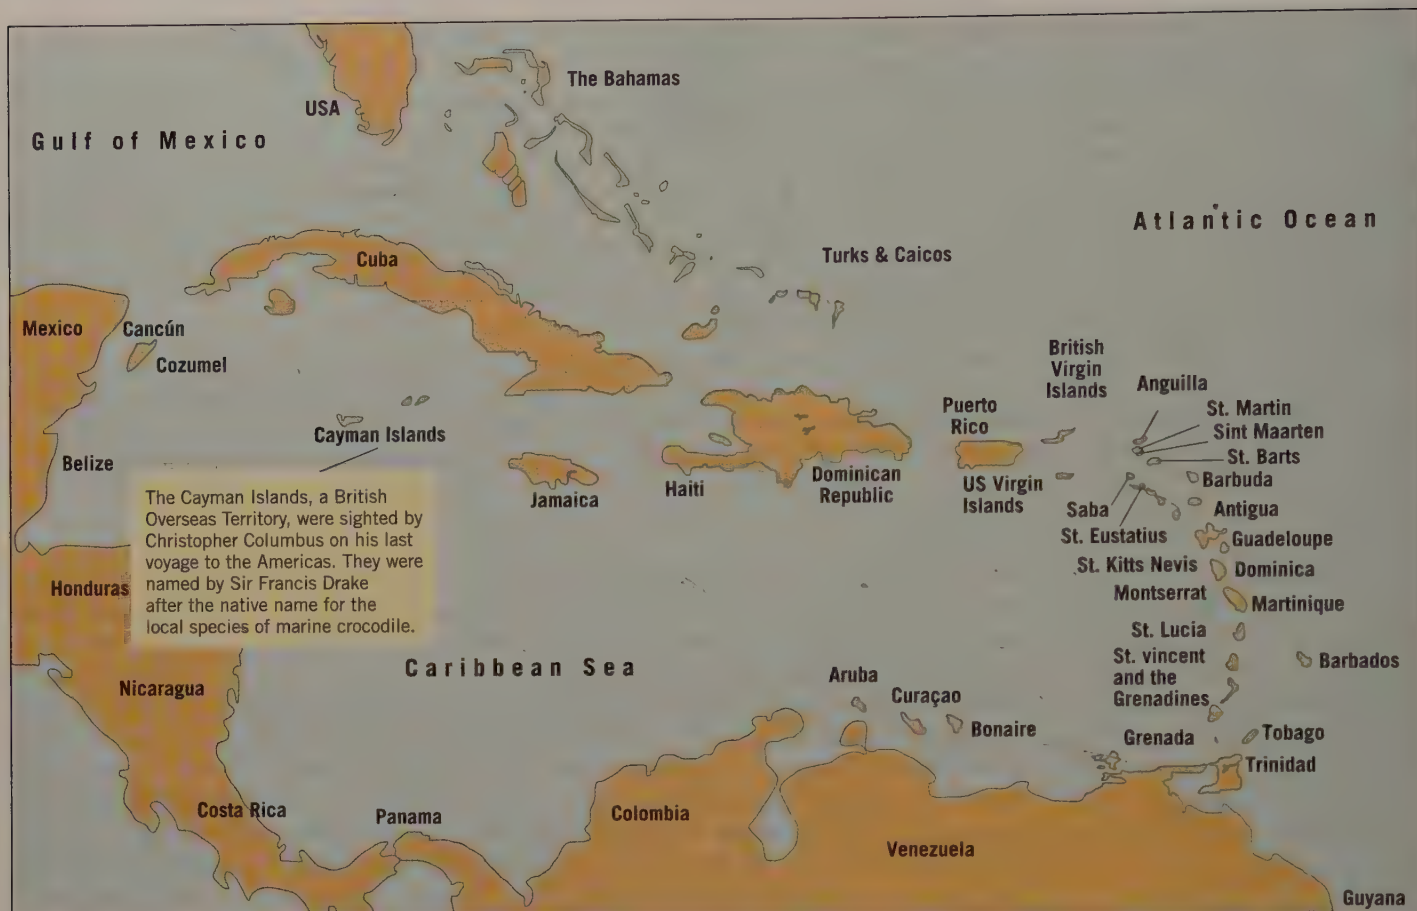 The Bahamas
USA
Gulf of Mexico
Atlantic Ocean
Turks & Caicos
Cuba
Mexico
Cancún
Cozumel
British
Virgin
Islands
Anguilla
St. Martin
Sint Maarten
St. Barts
Puerto
Rico
Cayman Islands
Belize
Jamaica
Haiti
Dominican
Republic
US Virgin
Islands
Barbuda
Saba
Antigua
St. Eustatius
Guadeloupe
St. Kitts Nevis
Dominica
Montserrat
Martinique
St. Lucia
St. vincent
and the
Grenadines
Barbados
The Cayman Islands, a British
Overseas Territory, were sighted by
Christopher Columbus on his last
voyage to the Americas. They were
named by Sir Francis Drake
after the native name for the
local species of marine crocodile.
Honduras
Caribbean Sea
Nicaragua
Aruba
Curaçao
Bonaire
Grenada
Tobago
Trinidad
Costa Rica
Panama
Colombia
Venezuela
Guyana